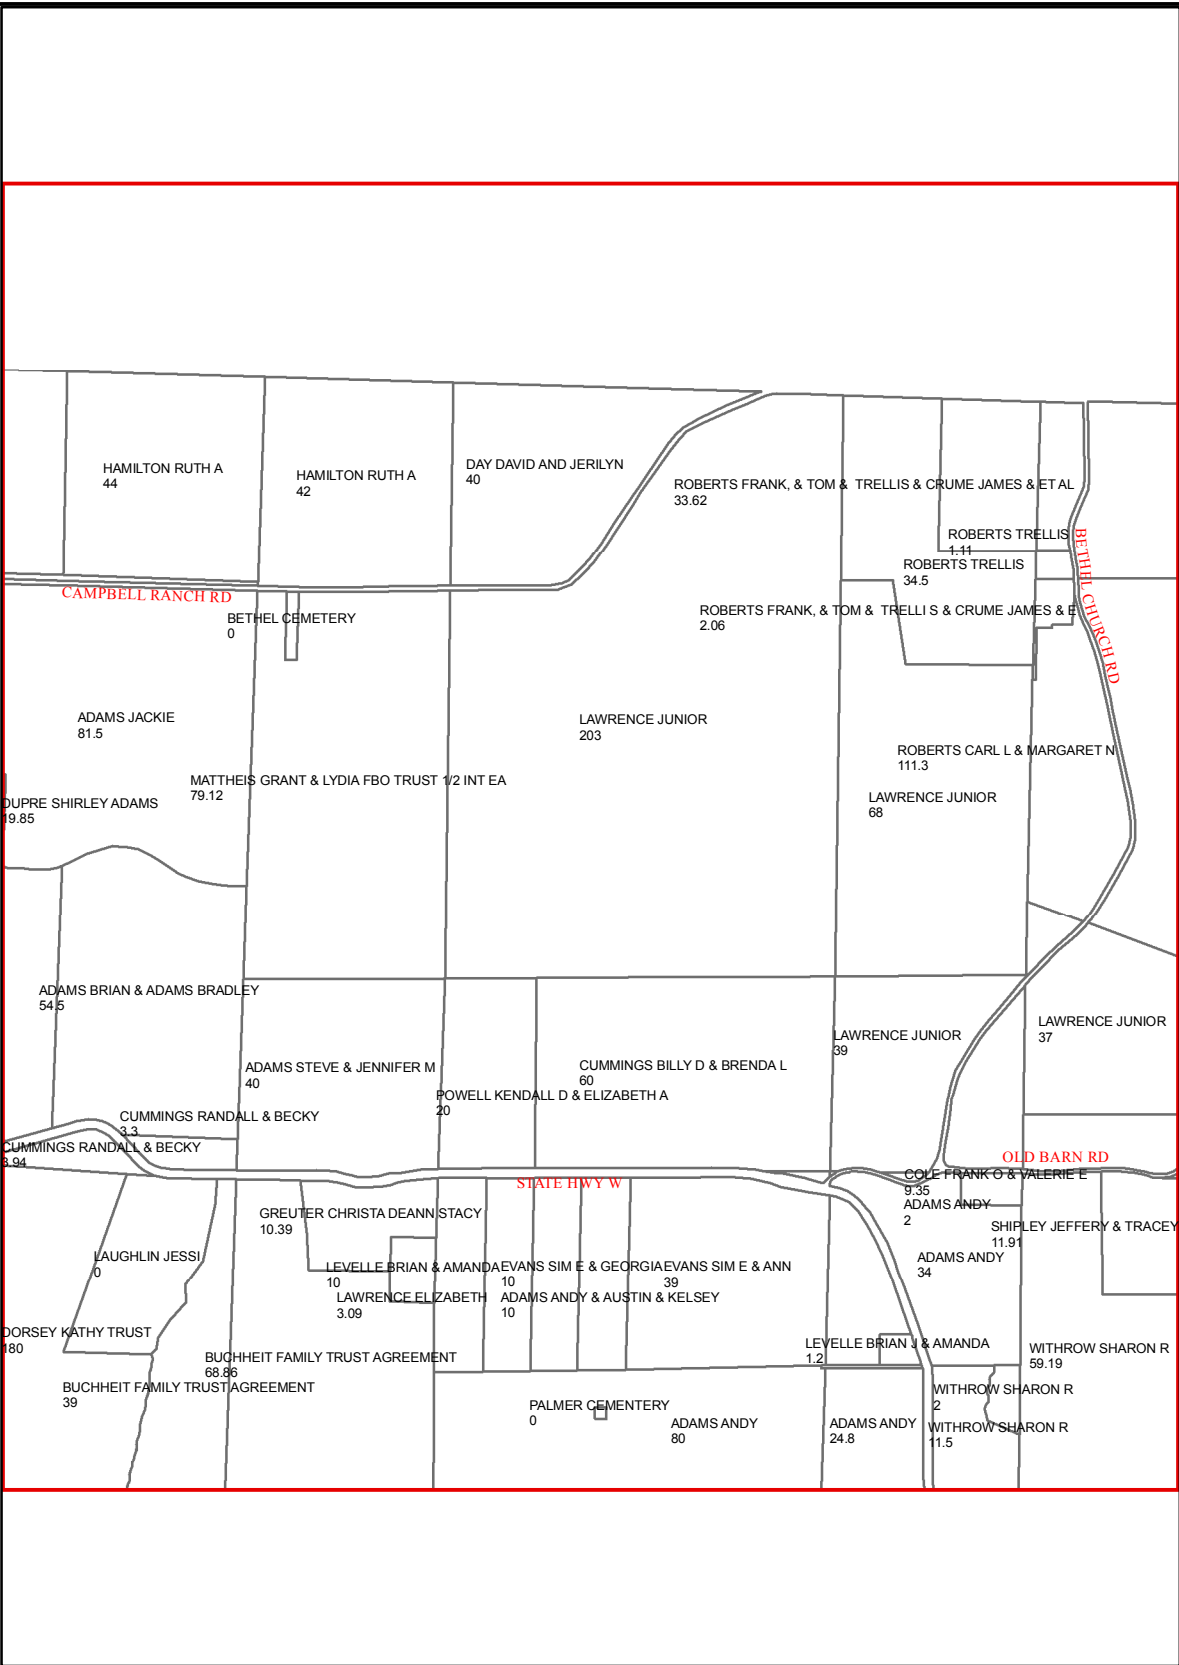 HAMILTON RUTH A
44
HAMILTON RUTH A
42
DAY DAVID AND JERILYN
40
ROBERTS FRANK, & TOM &  TRELLIS & CRUME JAMES & ET AL
33.62
ROBERTS TRELLIS
1.11
ROBERTS TRELLIS
34.5
BETHEL CHURCH RD
CAMPBELL RANCH RD
BETHEL CEMETERY
0
ROBERTS FRANK, & TOM &  TRELLI S & CRUME JAMES & E
2.06
ADAMS JACKIE
81.5
LAWRENCE JUNIOR
203
ROBERTS CARL L & MARGARET N
111.3
MATTHEIS GRANT & LYDIA FBO TRUST 1/2 INT EA
79.12
DUPRE SHIRLEY ADAMS
19.85
LAWRENCE JUNIOR
68
ADAMS BRIAN & ADAMS BRADLEY
54.5
LAWRENCE JUNIOR
39
LAWRENCE JUNIOR
37
ADAMS STEVE & JENNIFER M
40
CUMMINGS BILLY D & BRENDA L
60
POWELL KENDALL D & ELIZABETH A
20
CUMMINGS RANDALL & BECKY
3.3
CUMMINGS RANDALL & BECKY
3.94
OLD BARN RD
STATE HWY W
COLE FRANK O & VALERIE E
9.35
ADAMS ANDY
2
GREUTER CHRISTA DEANN STACY
10.39
SHIPLEY JEFFERY & TRACEY
11.91
LAUGHLIN JESSI
0
LEVELLE BRIAN & AMANDA
10
EVANS SIM E & GEORGIA
10
EVANS SIM E & ANN
39
ADAMS ANDY
34
LAWRENCE ELIZABETH
3.09
ADAMS ANDY & AUSTIN & KELSEY
10
DORSEY KATHY TRUST
180
LEVELLE BRIAN J & AMANDA
1.2
WITHROW SHARON R
59.19
BUCHHEIT FAMILY TRUST AGREEMENT
68.86
BUCHHEIT FAMILY TRUST AGREEMENT
39
WITHROW SHARON R
2
PALMER CEMENTERY
0
ADAMS ANDY
80
ADAMS ANDY
24.8
WITHROW SHARON R
11.5